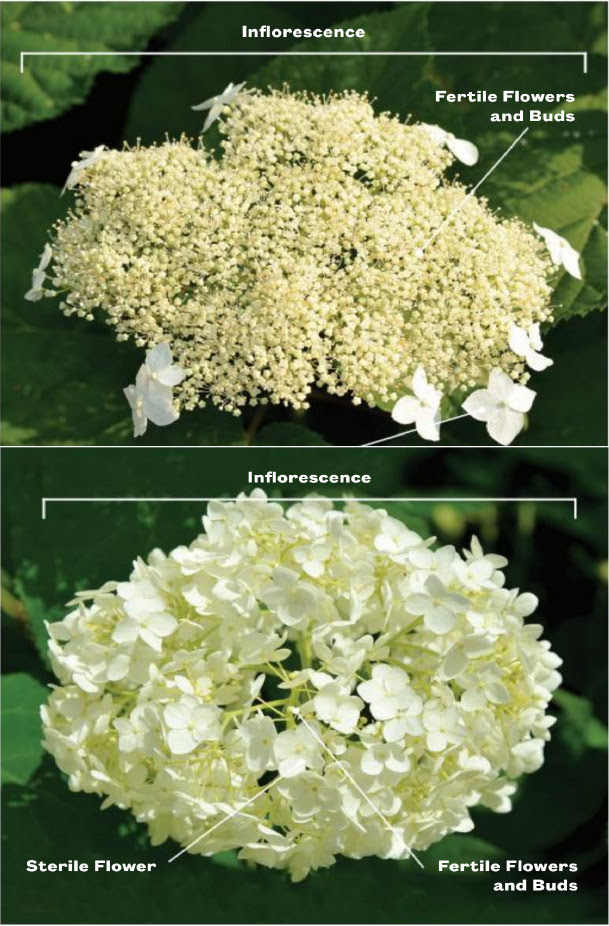 Inflorescence
Fertile Flowers
and Buds
Inflorescence
Sterile Flower
Fertile Flowers
and Buds